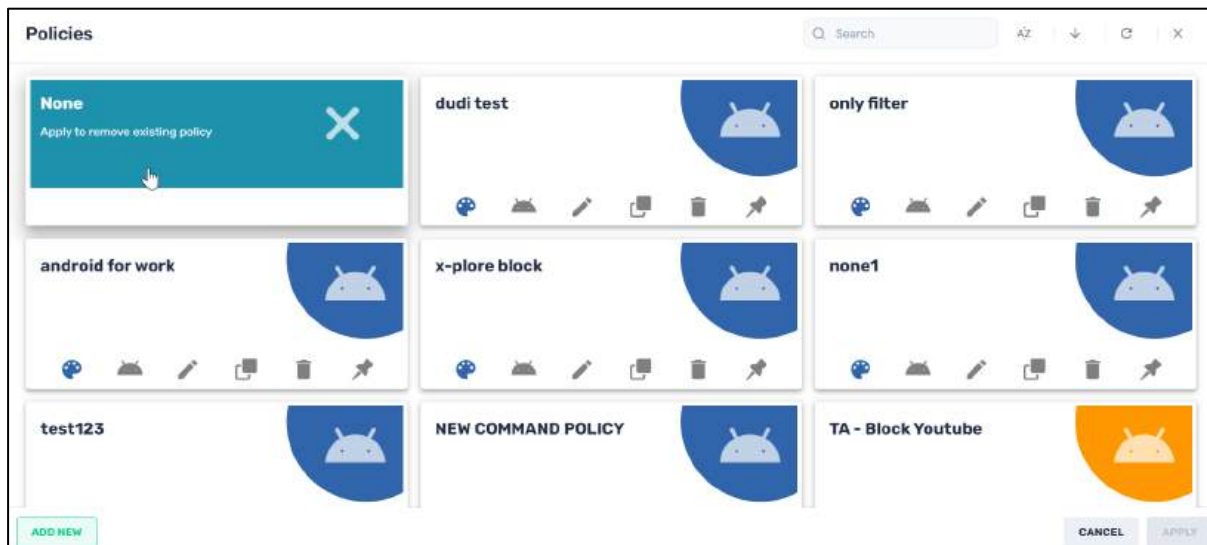 Policies
Search
AZ
None
Apply to remove existing policy
dudi test
only filter
android for work
x-plore block
none1
test123
NEW COMMAND POLICY
TA - Block Youtube
ADD NEW
CANCEL
APPLY